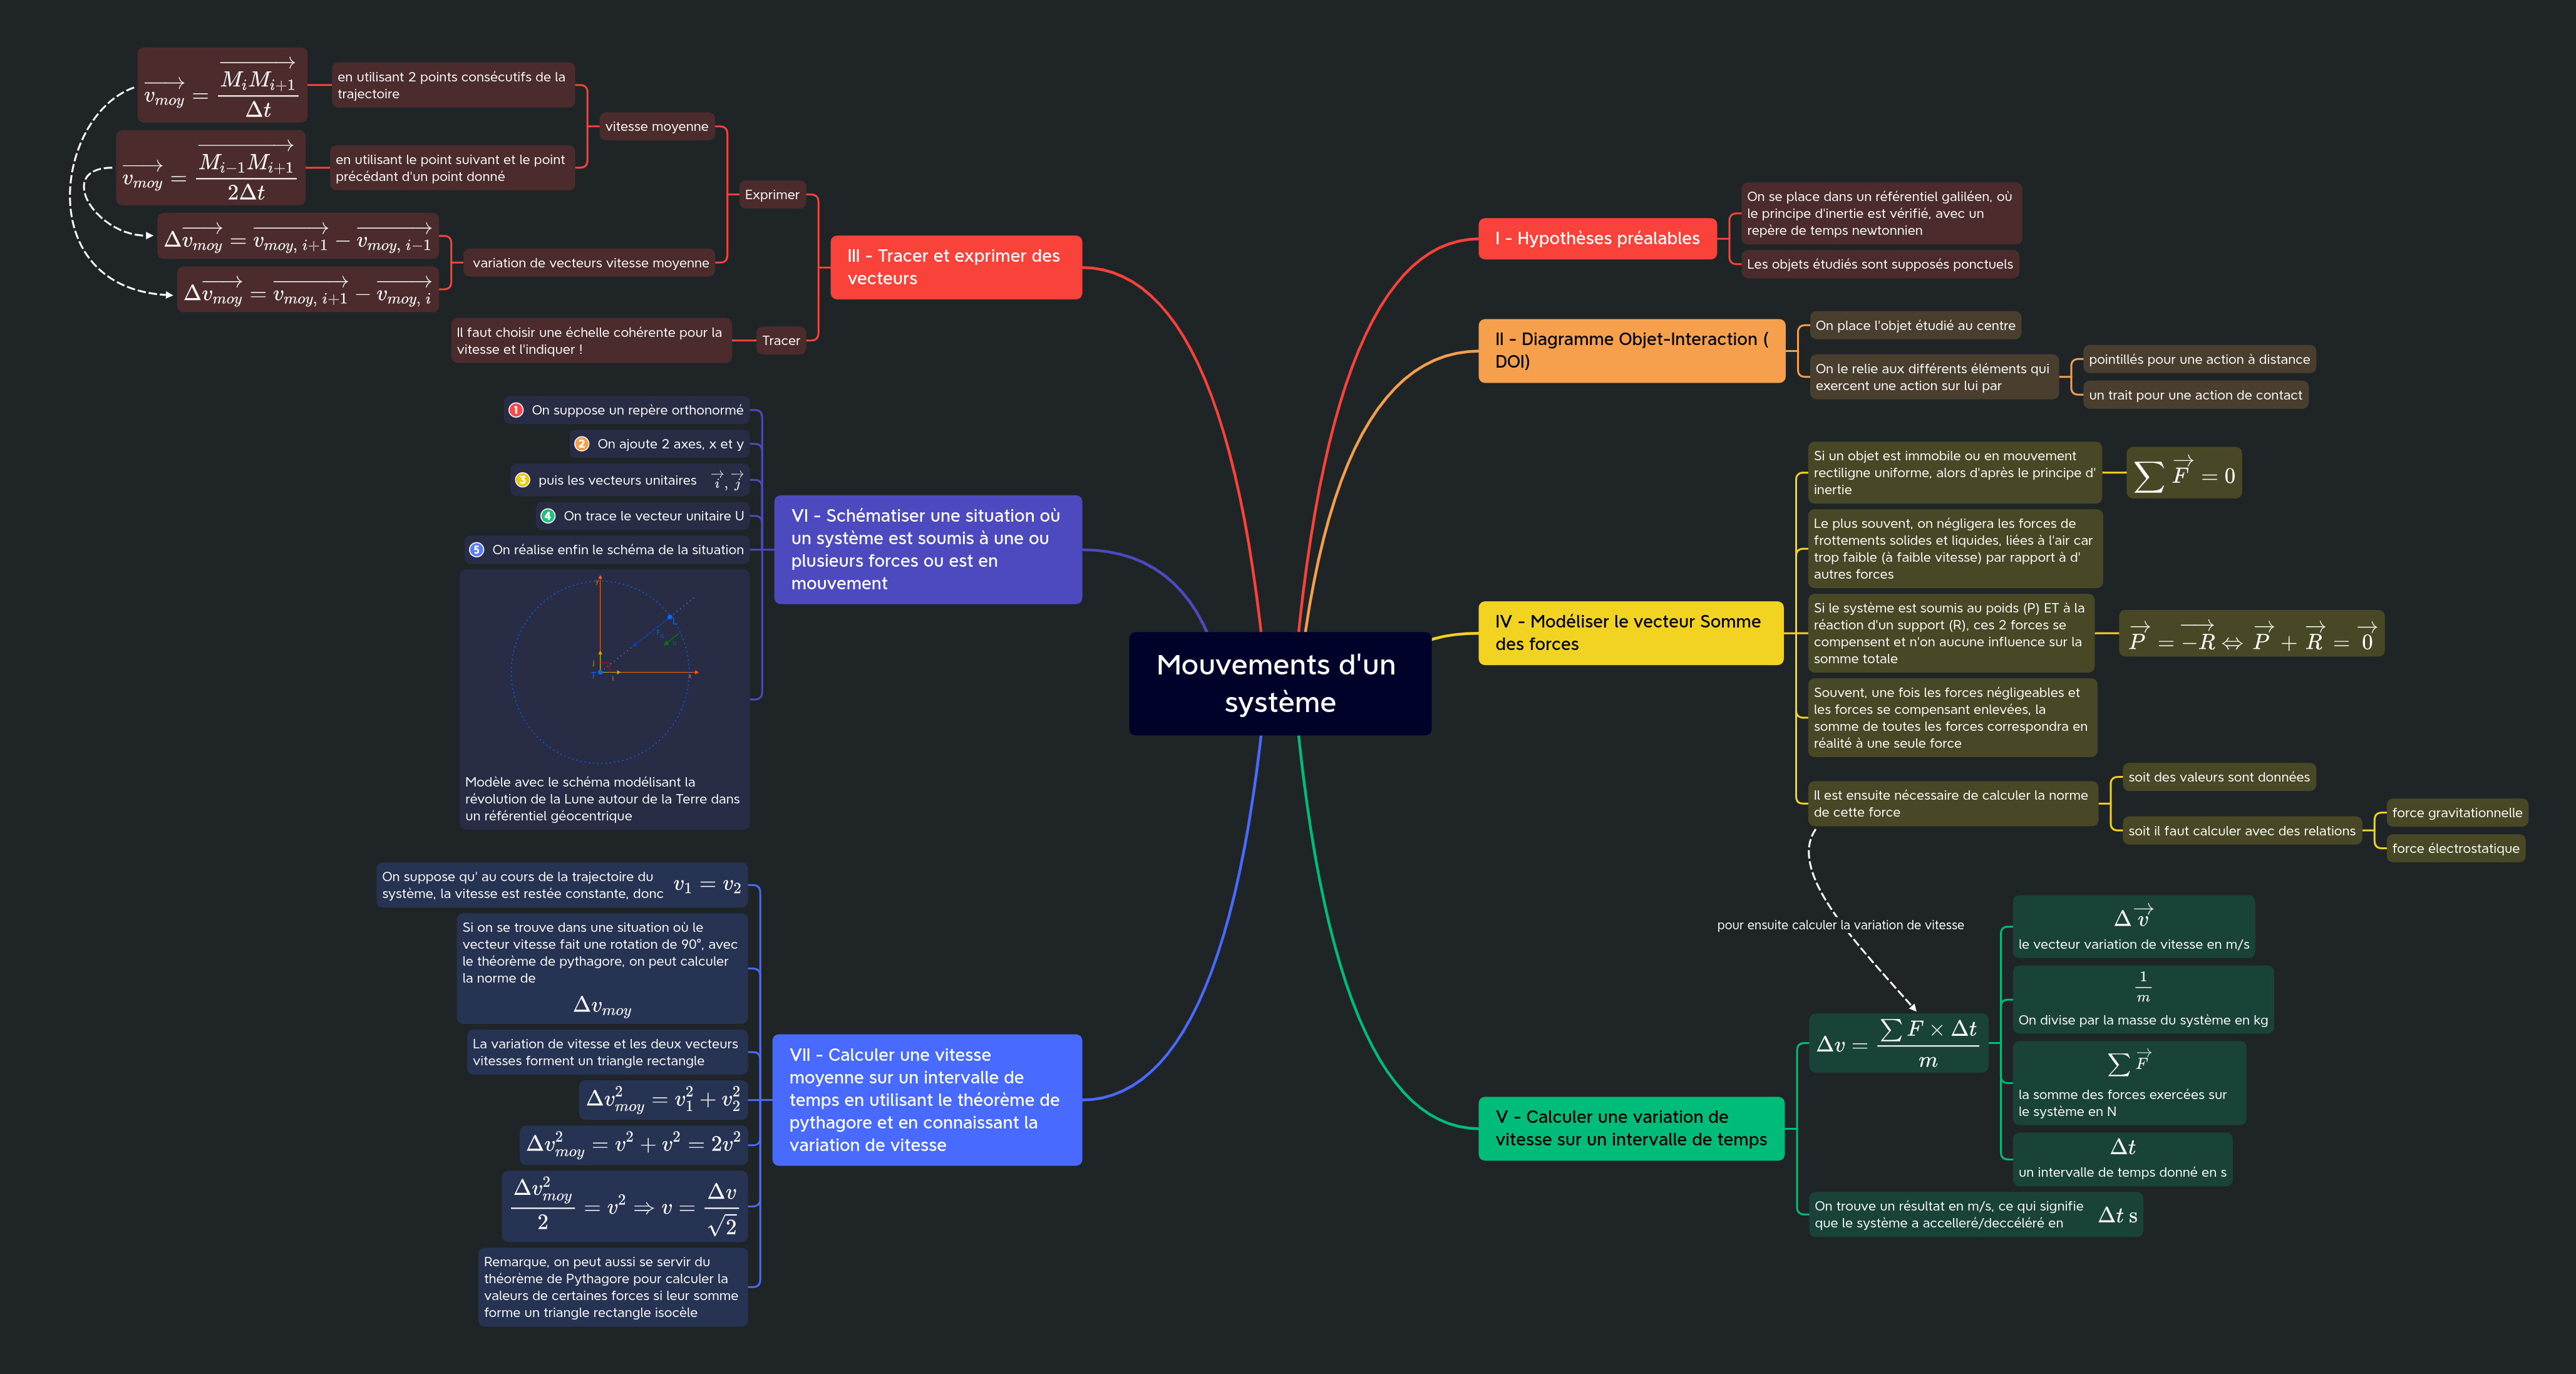 Mouvements d'un
système
I - Hypothèses préalables
On se place dans un référentiel galiléen, où
le principe d'inertie est vérifié, avec un
repère de temps newtonnien
Les objets étudiés sont supposés ponctuels
II - Diagramme Objet-Interaction (
DOI)
On place l'objet étudié au centre
On le relie aux différents éléments qui
exercent une action sur lui par
pointillés pour une action à distance
un trait pour une action de contact
III - Tracer et exprimer des
vecteurs
Exprimer
vitesse moyenne
en utilisant 2 points consécutifs de la
trajectoire
$\overrightarrow{v_{moy}} = \frac{\overrightarrow{M_iM_{i+1}}}{\Delta t}$
en utilisant le point suivant et le point
précédant d'un point donné
$\overrightarrow{v_{moy}} = \frac{\overrightarrow{M_{i-1}M_{i+1}}}{2\Delta t}$
variation de vecteurs vitesse moyenne
$\Delta\overrightarrow{v_{moy}} = \overrightarrow{v_{moy,\ i+1}} - \overrightarrow{v_{moy,\ i-1}}$
$\Delta\overrightarrow{v_{moy}} = \overrightarrow{v_{moy,\ i+1}} - \overrightarrow{v_{moy,\ i}}$
Tracer
Il faut choisir une échelle cohérente pour la
vitesse et l'indiquer !
IV - Modéliser le vecteur Somme
des forces
Si un objet est immobile ou en mouvement
rectiligne uniforme, alors d'après le principe d'
inertie
$\sum \overrightarrow{F} = 0$
Le plus souvent, on négligera les forces de
frottements solides et liquides, liées à l'air car
trop faible (à faible vitesse) par rapport à d'
autres forces
Si le système est soumis au poids (P) ET à la
réaction d'un support (R), ces 2 forces se
compensent et n'on aucune influence sur la
somme totale
$\overrightarrow{P} = \overrightarrow{-R} \Leftrightarrow \overrightarrow{P} + \overrightarrow{R} = \overrightarrow{0}$
Souvent, une fois les forces négligeables et
les forces se compensant enlevées, la
somme de toutes les forces correspondra en
réalité à une seule force
Il est ensuite nécessaire de calculer la norme
de cette force
soit des valeurs sont données
soit il faut calculer avec des relations
force gravitationnelle
force électrostatique
pour ensuite calculer la variation de vitesse
V - Calculer une variation de
vitesse sur un intervalle de temps
$\Delta v = \frac{\sum F \times \Delta t}{m}$
$\Delta \overrightarrow{v}$
le vecteur variation de vitesse en m/s
$\frac{1}{m}$
On divise par la masse du système en kg
$\sum \overrightarrow{F}$
la somme des forces exercées sur
le système en N
$\Delta t$
un intervalle de temps donné en s
On trouve un résultat en m/s, ce qui signifie
que le système a accelleré/deccéléré en $\Delta t$ s
VI - Schématiser une situation où
un système est soumis à une ou
plusieurs forces ou est en
mouvement
1 On suppose un repère orthonormé
2 On ajoute 2 axes, x et y
3 puis les vecteurs unitaires $\overrightarrow{i}, \overrightarrow{j}$
4 On trace le vecteur unitaire U
5 On réalise enfin le schéma de la situation
y
x
Modèle avec le schéma modélisant la
révolution de la Lune autour de la Terre dans
un référentiel géocentrique
VII - Calculer une vitesse
moyenne sur un intervalle de
temps en utilisant le théorème de
pythagore et en connaissant la
variation de vitesse
On suppose qu' au cours de la trajectoire du
système, la vitesse est restée constante, donc $v_1 = v_2$
Si on se trouve dans une situation où le
vecteur vitesse fait une rotation de 90°, avec
le théorème de pythagore, on peut calculer
la norme de
$\Delta v_{moy}$
La variation de vitesse et les deux vecteurs
vitesses forment un triangle rectangle
$\Delta v_{moy}^2 = v_1^2 + v_2^2$
$\Delta v_{moy}^2 = v^2 + v^2 = 2v^2$
$\frac{\Delta v_{moy}^2}{2} = v^2 \Rightarrow v = \frac{\Delta v}{\sqrt{2}}$
Remarque, on peut aussi se servir du
théorème de Pythagore pour calculer la
valeurs de certaines forces si leur somme
forme un triangle rectangle isocèle